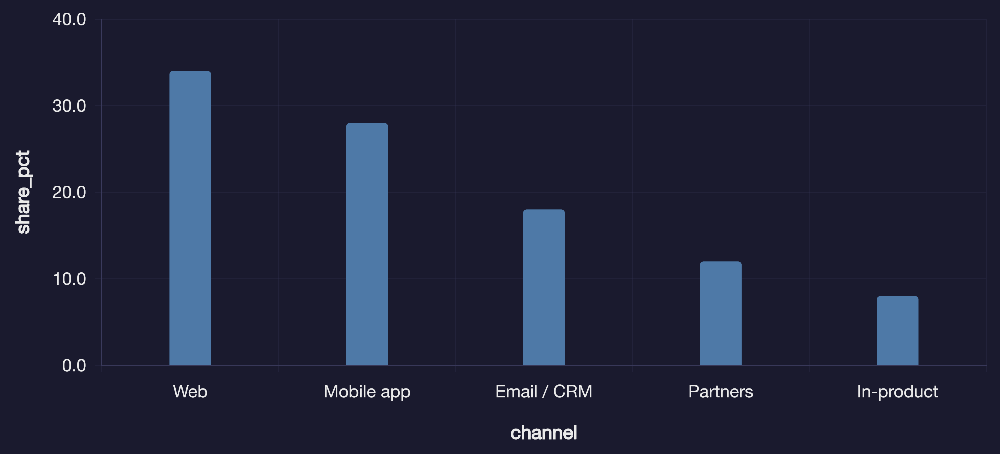 40.0
30.0
20.0
10.0
0.0
share_pct
Web
Mobile app
Email / CRM
Partners
In-product
channel